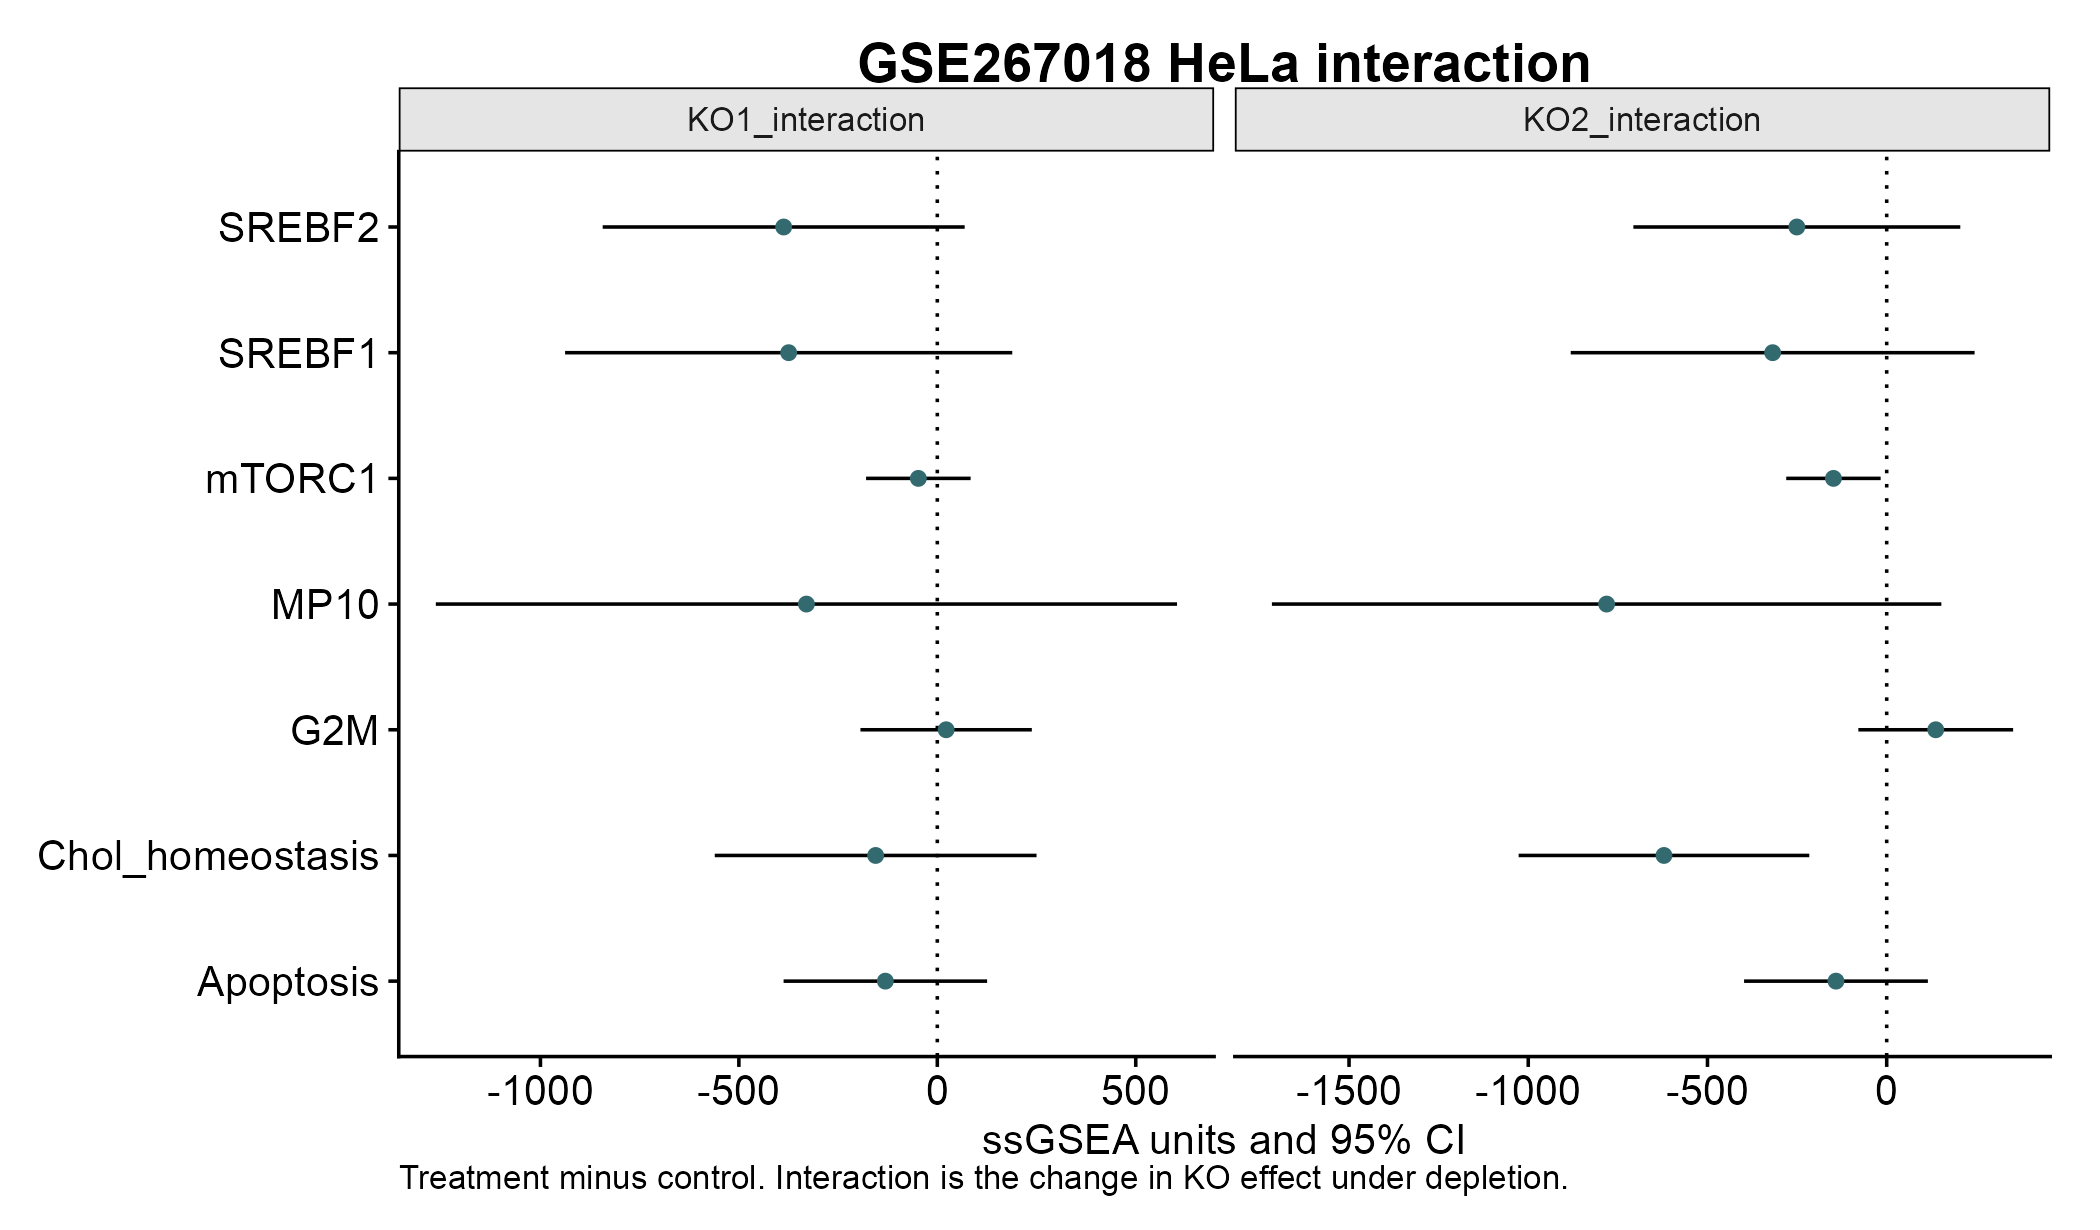 GSE267018 HeLa interaction
KO1_interaction
KO2_interaction
SREBF2
SREBF1
mTORC1
MP10
G2M
Chol_homeostasis
Apoptosis
-1000 -500 0 500
-1500 -1000 -500 0
ssGSEA units and 95% CI
Treatment minus control. Interaction is the change in KO effect under depletion.